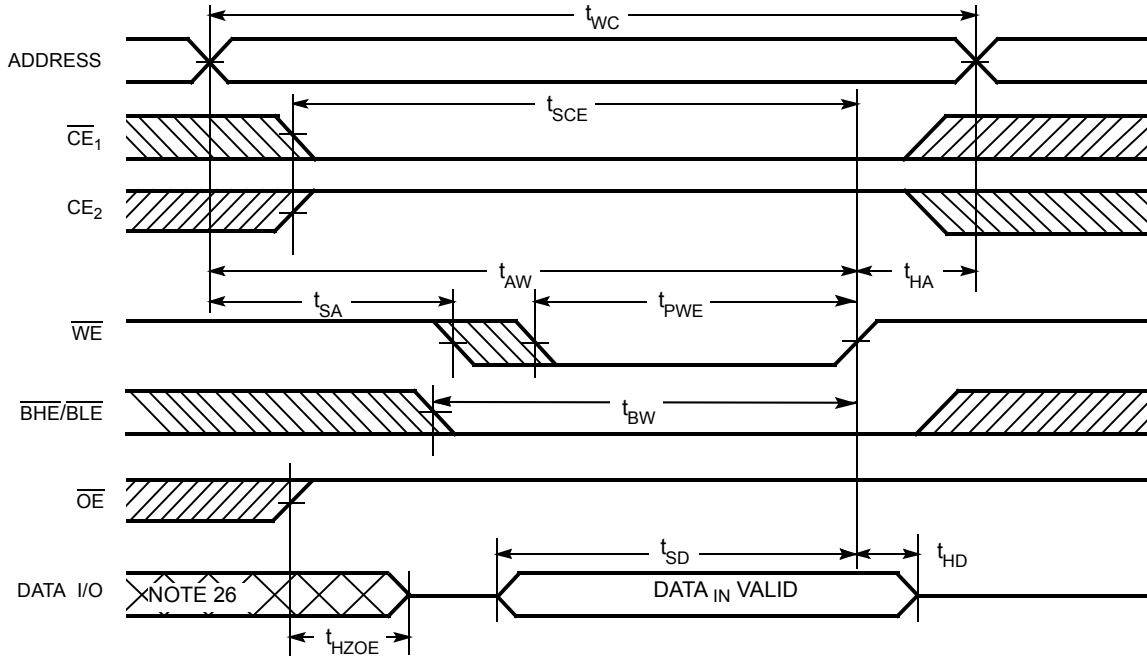 tWC
ADDRESS
tSCE
CE1
CE2
tAW
tHA
tSA
tPWE
WE
BHE/BLE
tBW
OE
tSD
tHD
DATA I/O
NOTE 26
DATA IN VALID
tHZOE